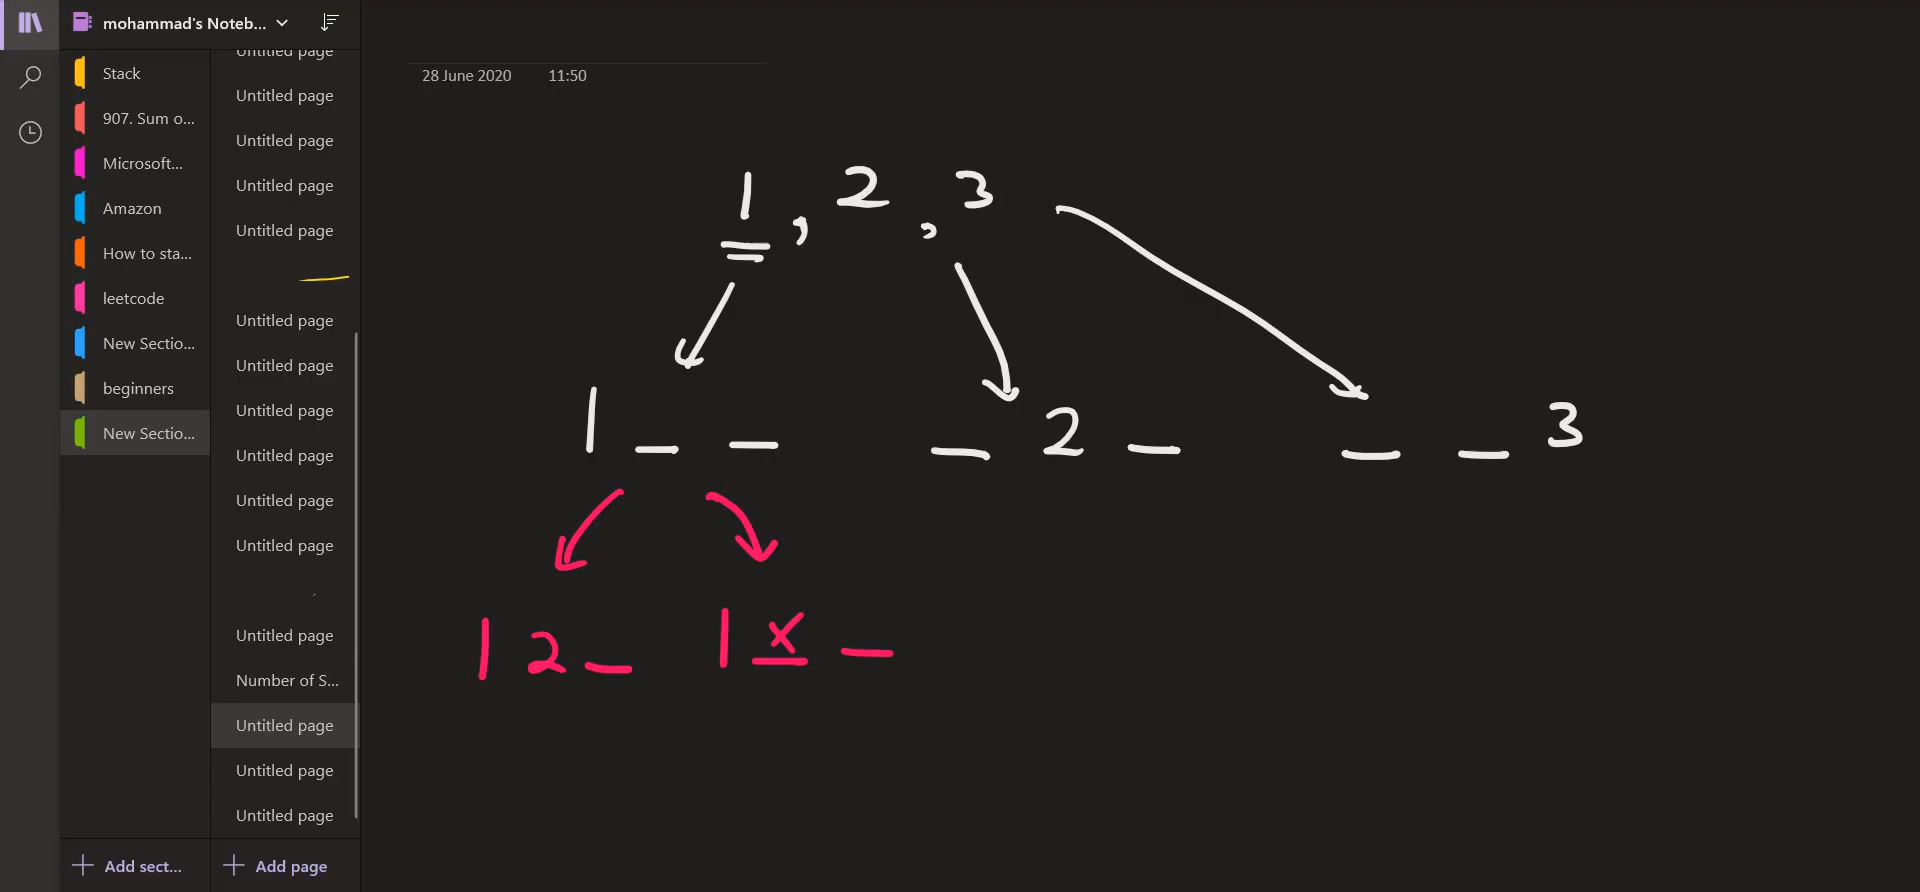 mohammad's Noteb...
Stack
907. Sum o...
Microsoft...
Amazon
How to sta...
leetcode
New Sectio...
beginners
New Sectio...
Add sect...
Untitled page
Untitled page
Untitled page
Untitled page
Untitled page
Untitled page
Untitled page
Untitled page
Untitled page
Untitled page
Untitled page
Untitled page
Number of S...
Untitled page
Untitled page
Untitled page
Add page
28 June 2020 11:50
1, 2, 3
1 _ _ _ 2 _ _ _ 3
1 2 _ 1 x _